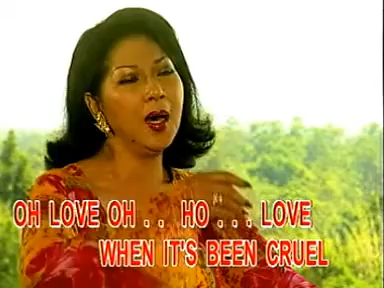 OH LOVE OH . . HO . . . LOVE
WHEN IT'S BEEN CRUEL